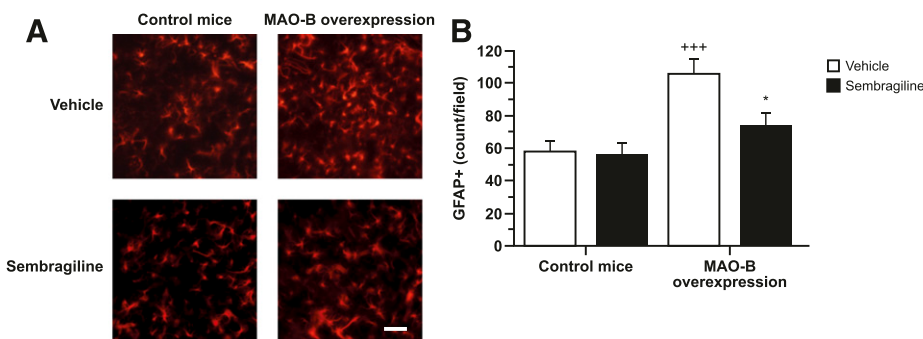 A
Control mice
MAO-B overexpression
Vehicle
Sembragiline
B
120
100
80
60
40
20
0
GFAP+ (count/field)
+++
*
Control mice
MAO-B
overexpression
Vehicle
Sembragiline